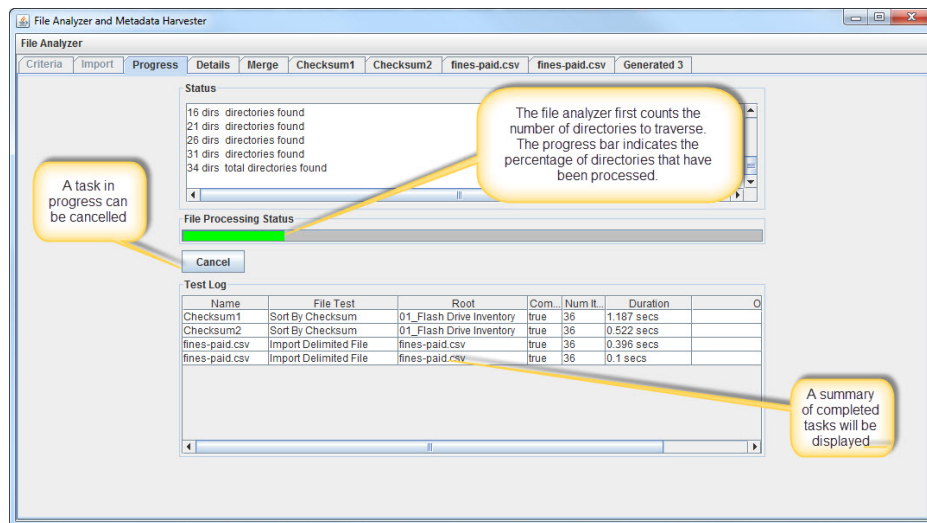 File Analyzer and Metadata Harvester
File Analyzer
Criteria Import Progress Details Merge Checksum1 Checksum2 fines-paid.csv fines-paid.csv Generated 3
Status
16 dirs directories found
21 dirs directories found
26 dirs directories found
31 dirs directories found
34 dirs total directories found
The file analyzer first counts the
number of directories to traverse.
The progress bar indicates the
percentage of directories that have
been processed.
A task in
progress can
be cancelled
File Processing Status
Cancel
Test Log
Name File Test Root Com... Num It... Duration O
Checksum1 Sort By Checksum 01_Flash Drive Inventory true 36 1.187 secs
Checksum2 Sort By Checksum 01_Flash Drive Inventory true 36 0.522 secs
fines-paid.csv Import Delimited File fines-paid.csv true 36 0.396 secs
fines-paid.csv Import Delimited File fines-paid.csv true 36 0.1 secs
A summary
of completed
tasks will be
displayed